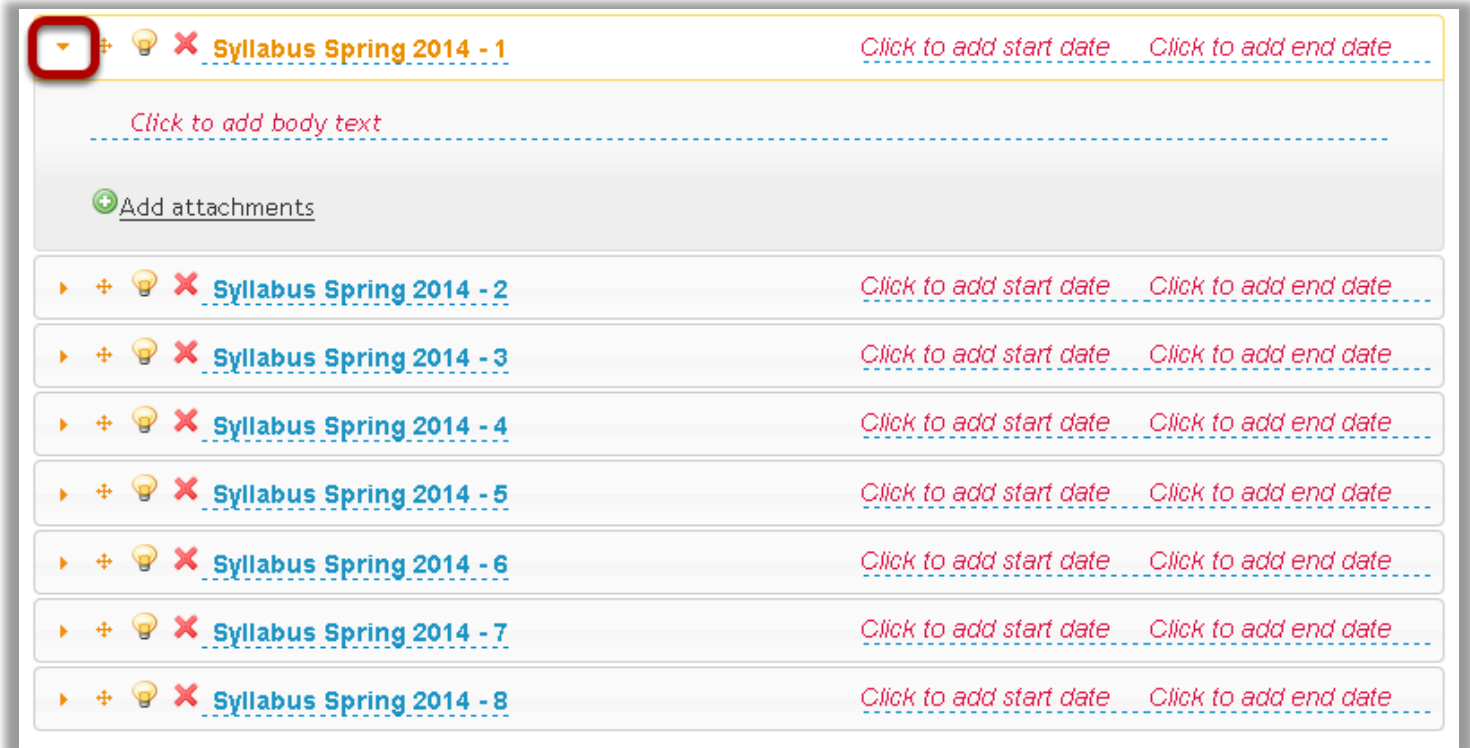 Syllabus Spring 2014 - 1 Click to add start date Click to add end date
Click to add body text
Add attachments
Syllabus Spring 2014 - 2 Click to add start date Click to add end date
Syllabus Spring 2014 - 3 Click to add start date Click to add end date
Syllabus Spring 2014 - 4 Click to add start date Click to add end date
Syllabus Spring 2014 - 5 Click to add start date Click to add end date
Syllabus Spring 2014 - 6 Click to add start date Click to add end date
Syllabus Spring 2014 - 7 Click to add start date Click to add end date
Syllabus Spring 2014 - 8 Click to add start date Click to add end date